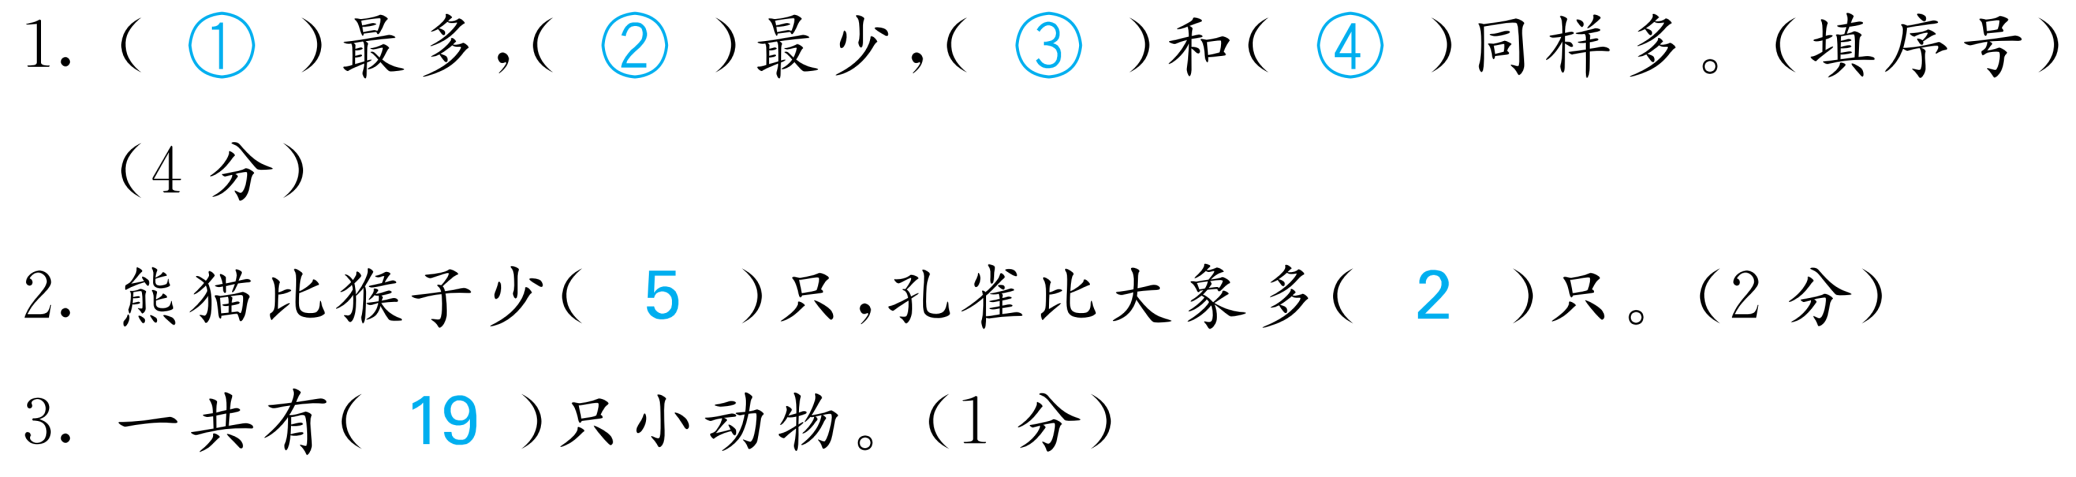 1. ( ① )最多,( ② )最少,( ③ )和( ④ )同样多。(填序号)
(4 分)
2. 熊猫比猴子少( 5 )只,孔雀比大象多( 2 )只。(2 分)
3. 一共有( 19 )只小动物。(1 分)